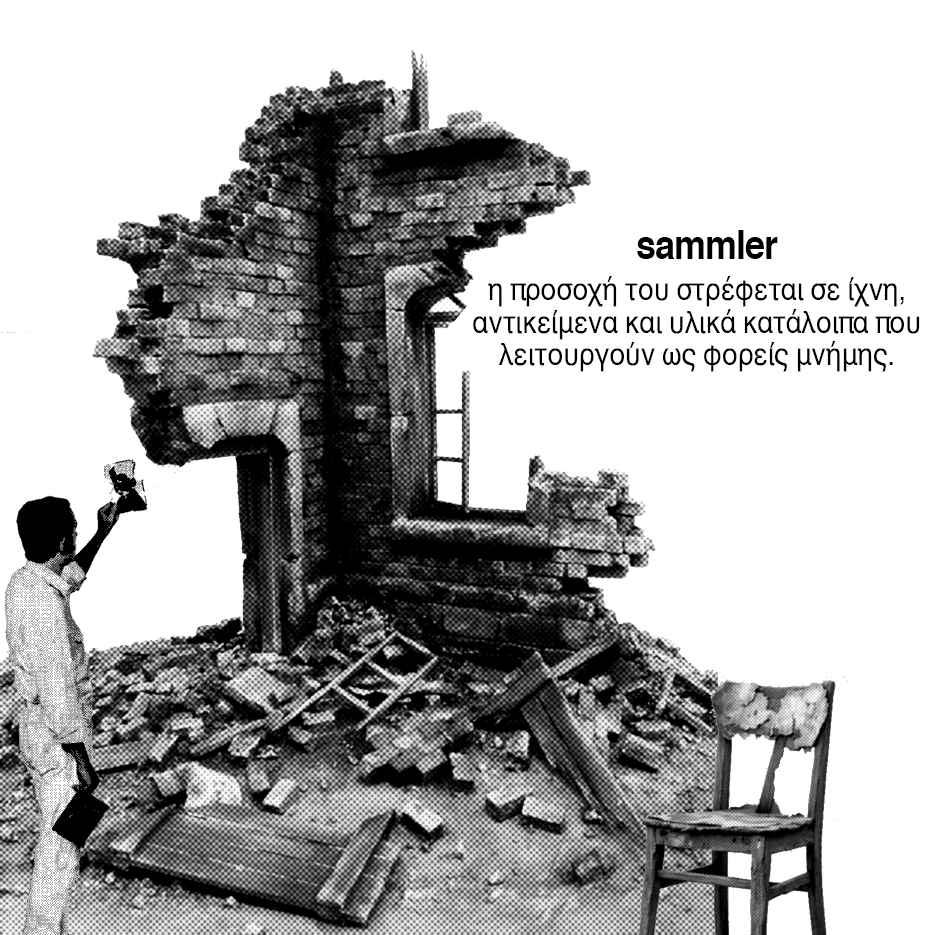 sammler
η προσοχή του στρέφεται σε ίχνη,
αντικείμενα και υλικά κατάλοιπα που
λειτουργούν ως φορείς μνήμης.